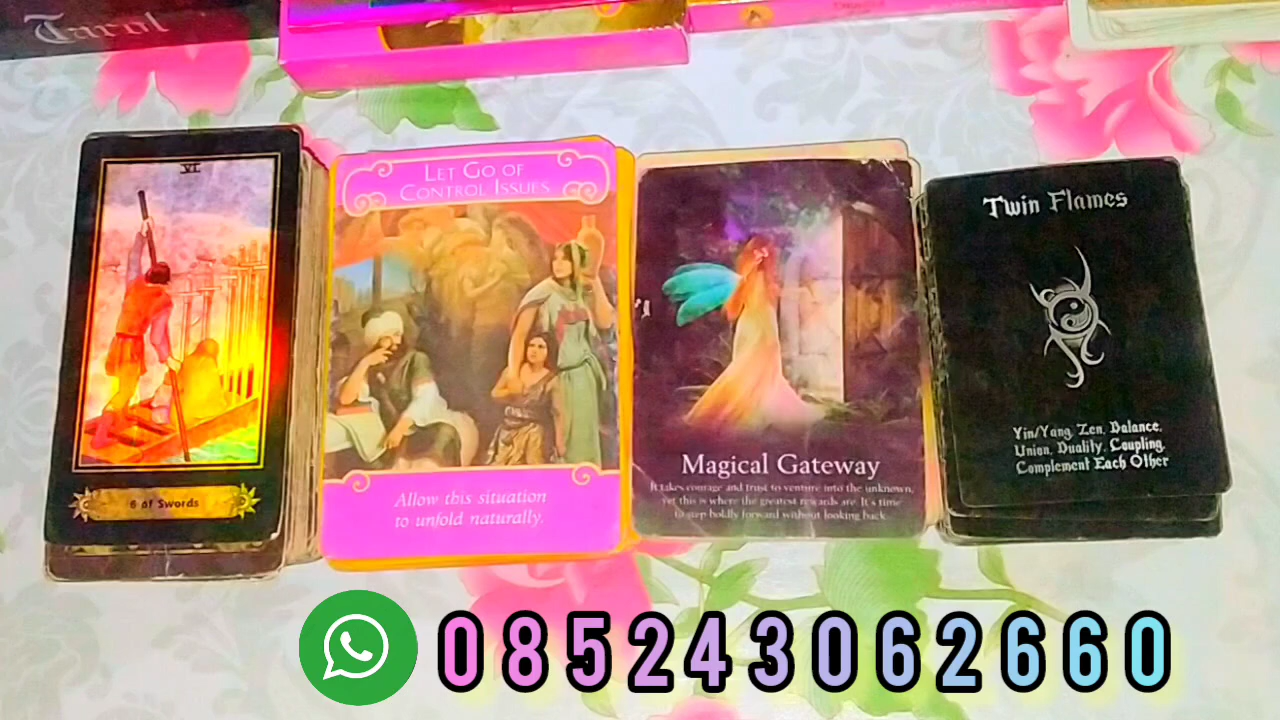 Tarot
VI
6 of Swords
LET GO OF
CONTROL ISSUES
Allow this situation
to unfold naturally.
Magical Gateway
It takes courage and trust to venture into the unknown,
yet this is where the greatest rewards are. It's time
to step boldly forward without looking back.
Twin Flames
Yin/Yang, Zen, Balance,
Union, Duality, Coupling,
Complement Each Other
085243062660